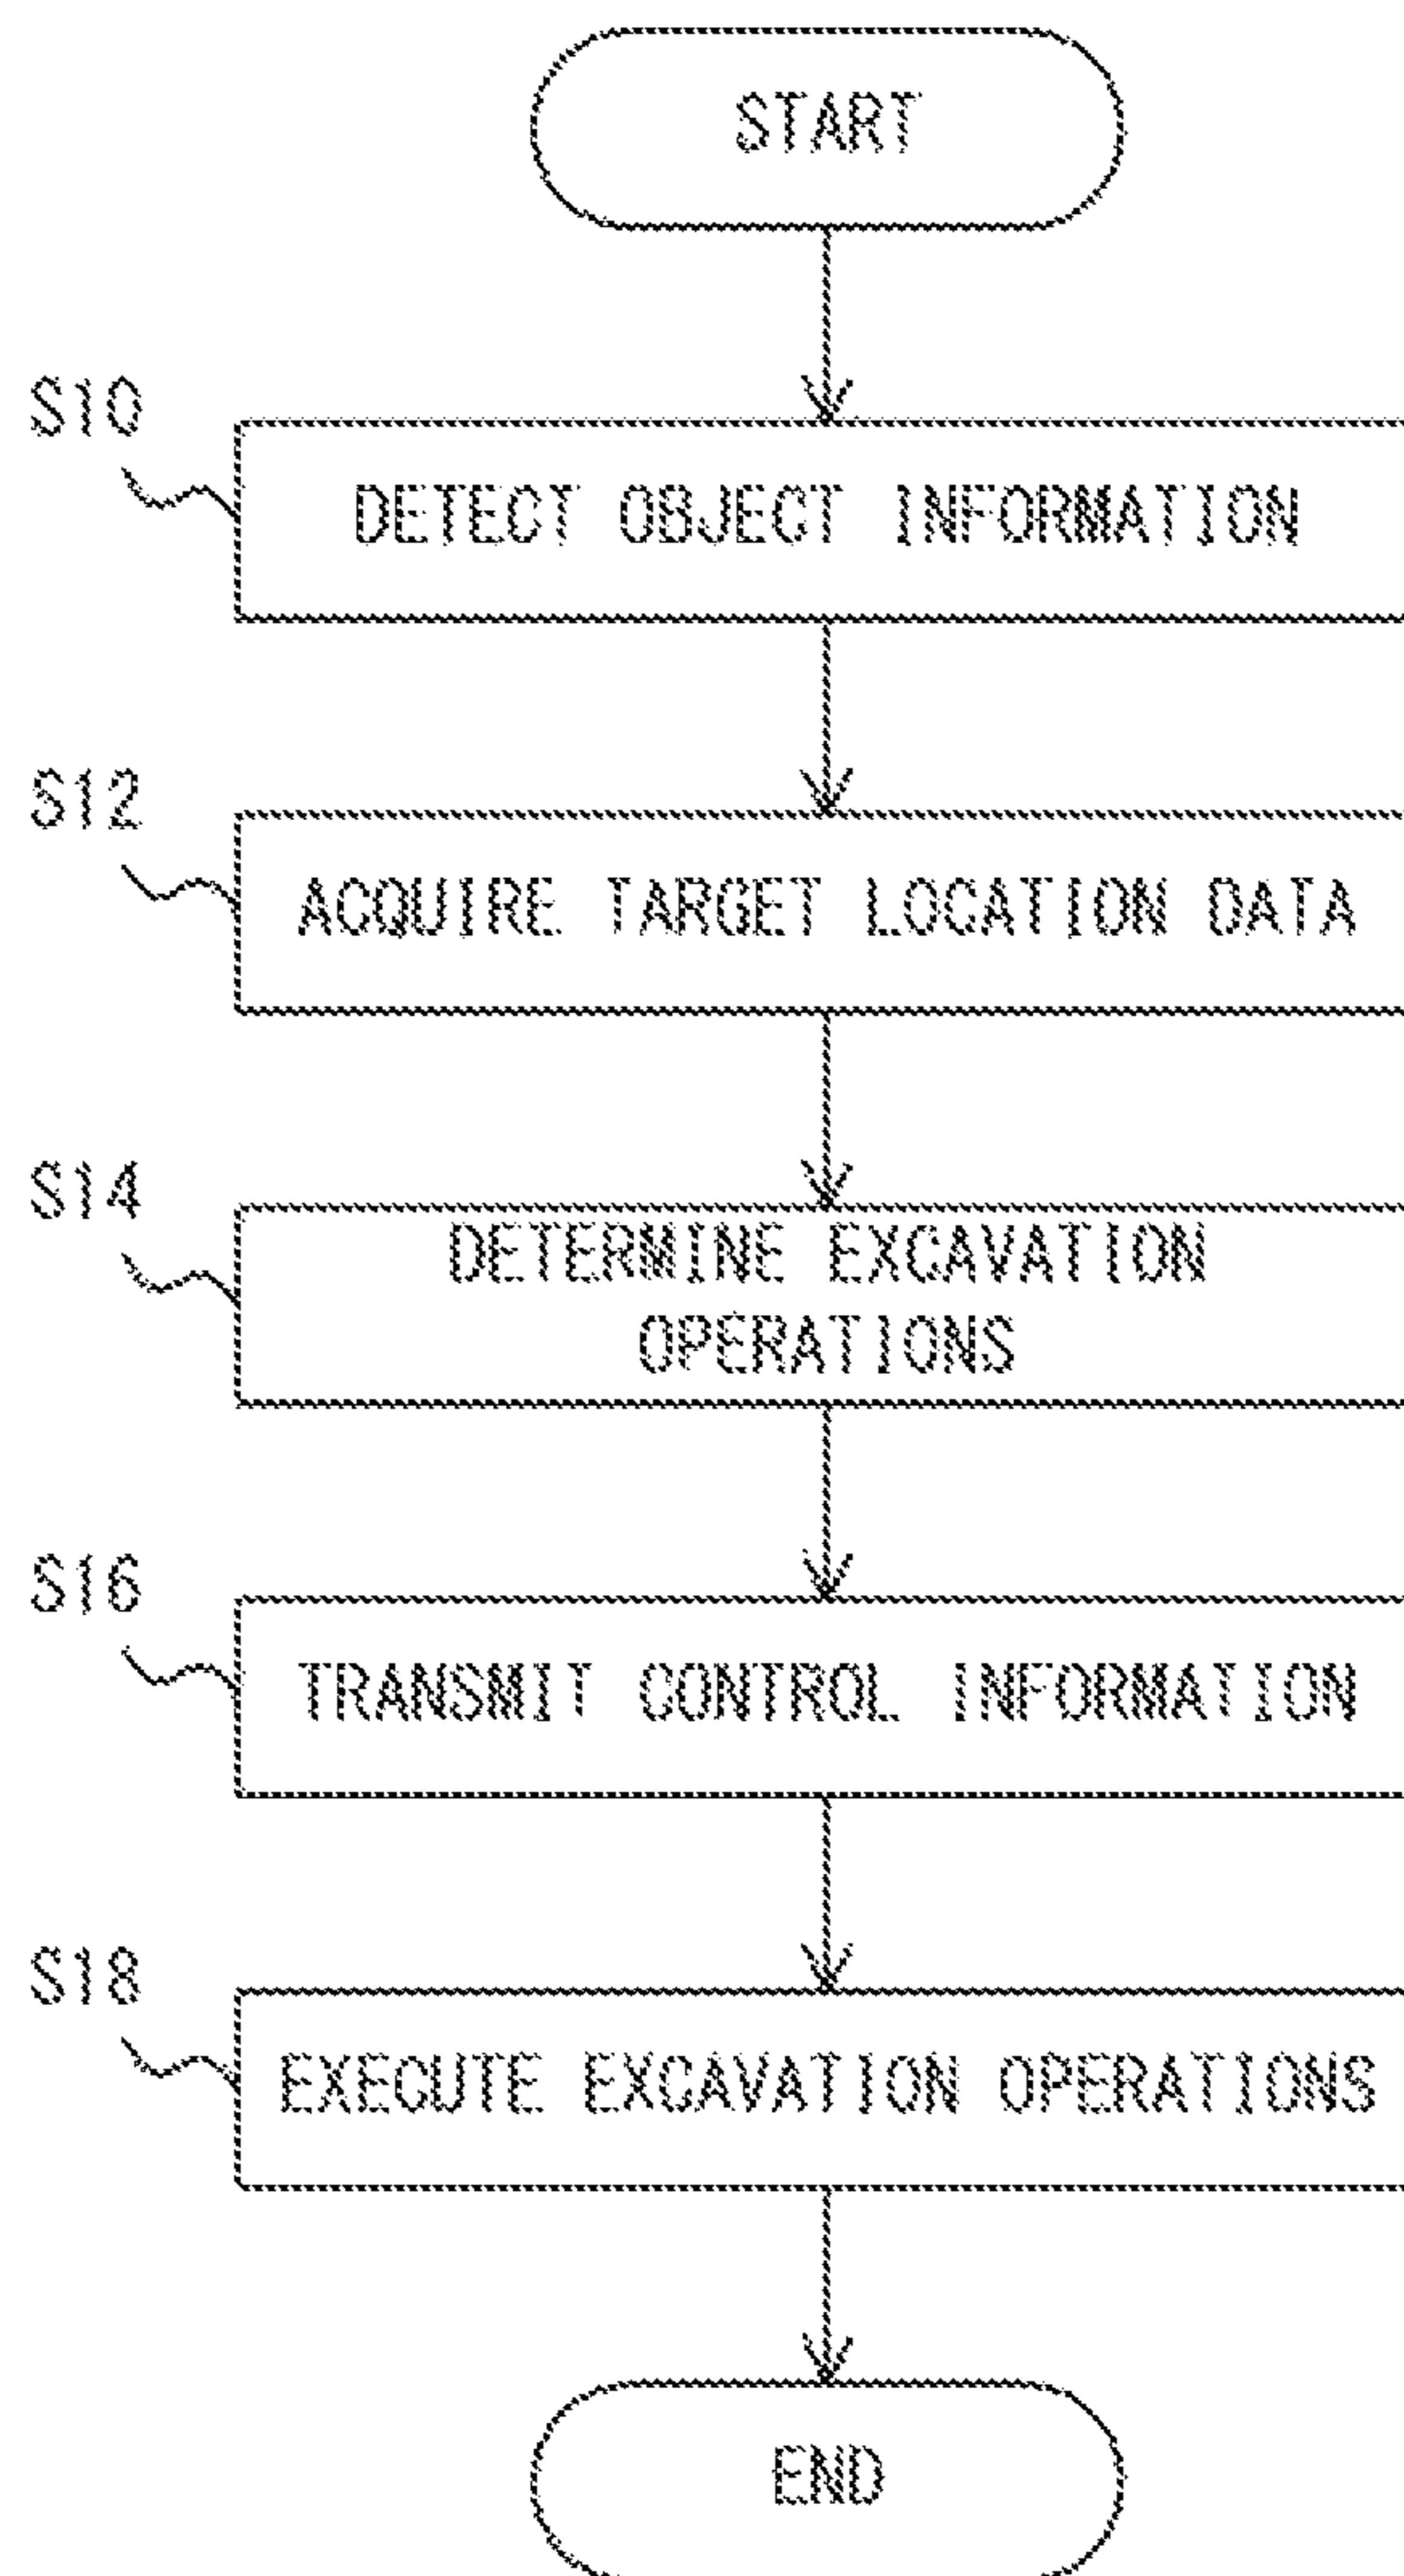 START
S10
DETECT OBJECT INFORMATION
S12
ACQUIRE TARGET LOCATION DATA
S14
DETERMINE EXCAVATION
OPERATIONS
S16
TRANSMIT CONTROL INFORMATION
S18
EXECUTE EXCAVATION OPERATIONS
END